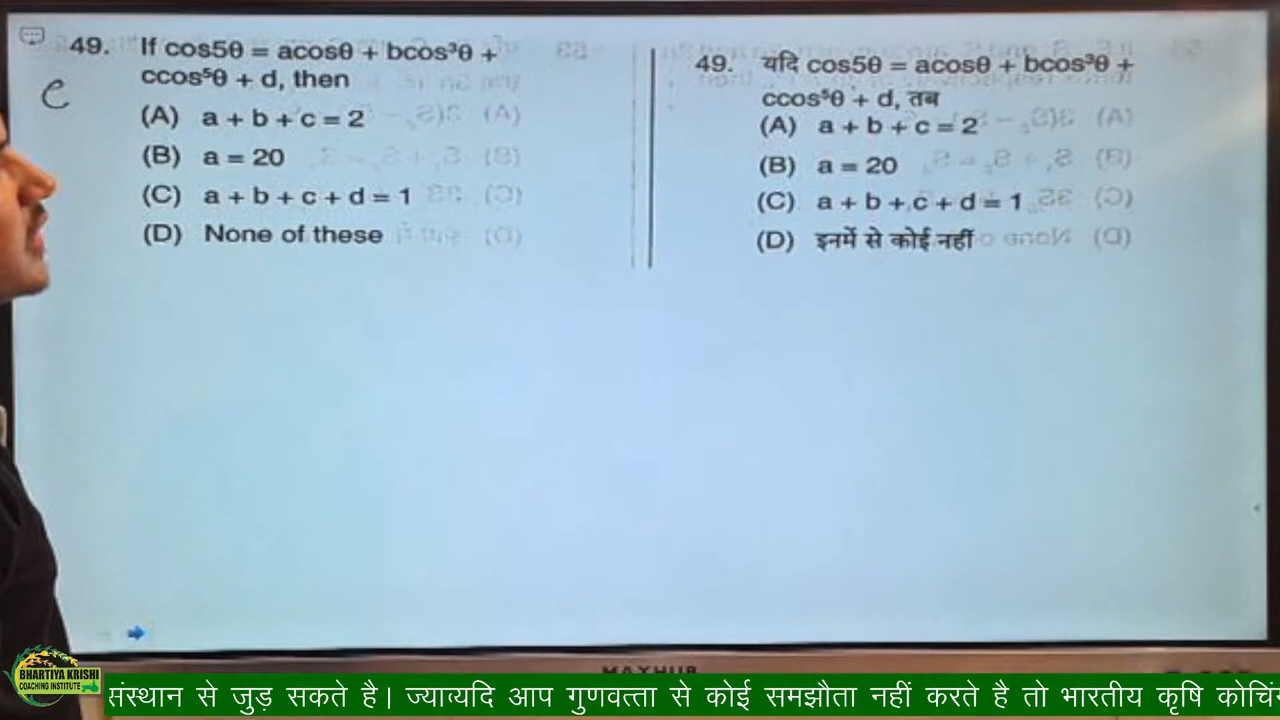 49. If cos5θ = acosθ + bcos³θ +
ccos⁵θ + d, then
(A) a + b + c = 2
(B) a = 20
(C) a + b + c + d = 1
(D) None of these
C
49. यदि cos5θ = acosθ + bcos³θ +
ccos⁵θ + d, तब
(A) a + b + c = 2
(B) a = 20
(C) a + b + c + d = 1
(D) इनमें से कोई नहीं
BHARTIYA KRISHI
COACHING INSTITUTE
संस्थान से जुड़ सकते है। ज्याय्यदि आप गुणवत्ता से कोई समझौता नहीं करते है तो भारतीय कृषि कोचिं